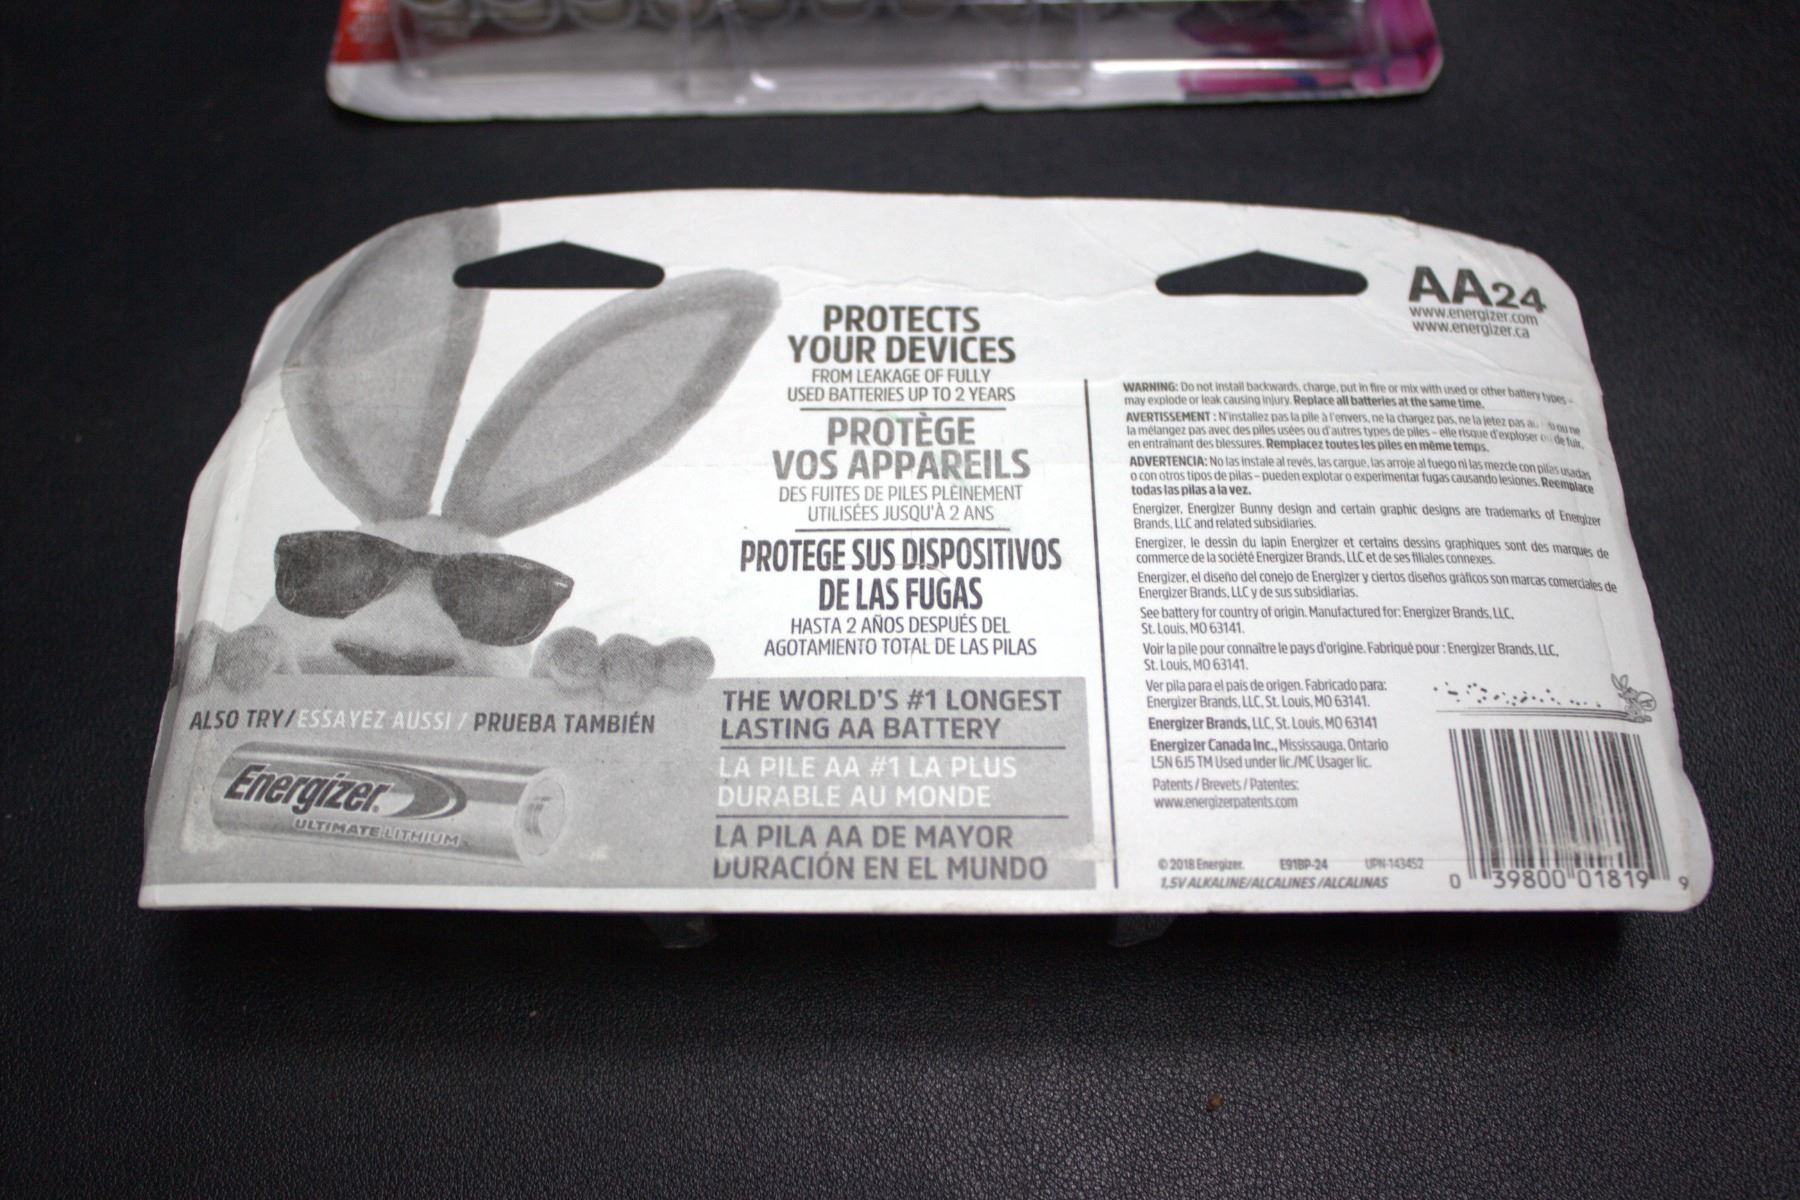 PROTECTS
YOUR DEVICES
FROM LEAKAGE OF FULLY
USED BATTERIES UP TO 2 YEARS
PROTÈGE
VOS APPAREILS
DES FUITES DE PILES PLEINEMENT
UTILISÉES JUSQU'À 2 ANS
PROTEGE SUS DISPOSITIVOS
DE LAS FUGAS
HASTA 2 AÑOS DESPUÉS DEL
AGOTAMIENTO TOTAL DE LAS PILAS
ALSO TRY/ESSAYEZ AUSSI / PRUEBA TAMBIÉN
Energizer.
ULTIMATE LITHIUM
THE WORLD'S #1 LONGEST
LASTING AA BATTERY
LA PILE AA #1 LA PLUS
DURABLE AU MONDE
LA PILA AA DE MAYOR
DURACIÓN EN EL MUNDO
AA24
www.energizer.com
www.energizer.ca
WARNING: Do not install backwards, charge, put in fire or mix with used or other battery types –
may explode or leak causing injury. Replace all batteries at the same time.
AVERTISSEMENT : N'installez pas la pile à l'envers, ne la chargez pas, ne la jetez pas au ou ne
la mélangez pas avec des piles usées ou d'autres types de piles – elle risque d'exploser de fuir,
en entraînant des blessures. Remplacez toutes les piles en même temps.
ADVERTENCIA: No las instale al revés, las cargue, las arroje al fuego ni las mezcle con pilas usadas
o con otros tipos de pilas – pueden explotar o experimentar fugas causando lesiones. Reemplace
todas las pilas a la vez.
Energizer, Energizer Bunny design and certain graphic designs are trademarks of Energizer
Brands, LLC and related subsidiaries.
Energizer, le dessin du lapin Energizer et certains dessins graphiques sont des marques de
commerce de la société Energizer Brands, LLC et de ses filiales connexes.
Energizer, el diseño del conejo de Energizer y ciertos diseños gráficos son marcas comerciales de
Energizer Brands, LLC y de sus subsidiarias.
See battery for country of origin. Manufactured for: Energizer Brands, LLC,
St. Louis, MO 63141.
Voir la pile pour connaître le pays d'origine. Fabriqué pour : Energizer Brands, LLC,
St. Louis, MO 63141.
Ver pila para el país de origen. Fabricado para:
Energizer Brands, LLC, St. Louis, MO 63141.
Energizer Brands, LLC, St. Louis, MO 63141
Energizer Canada Inc., Mississauga, Ontario
L5N 6J5 TM Used under lic./MC Usager lic.
Patents / Brevets / Patentes:
www.energizerpatents.com
© 2018 Energizer. E91BP-24 UPN-143452
1.5V ALKALINE/ALCALINES /ALCALINAS
0 39800 01819 9